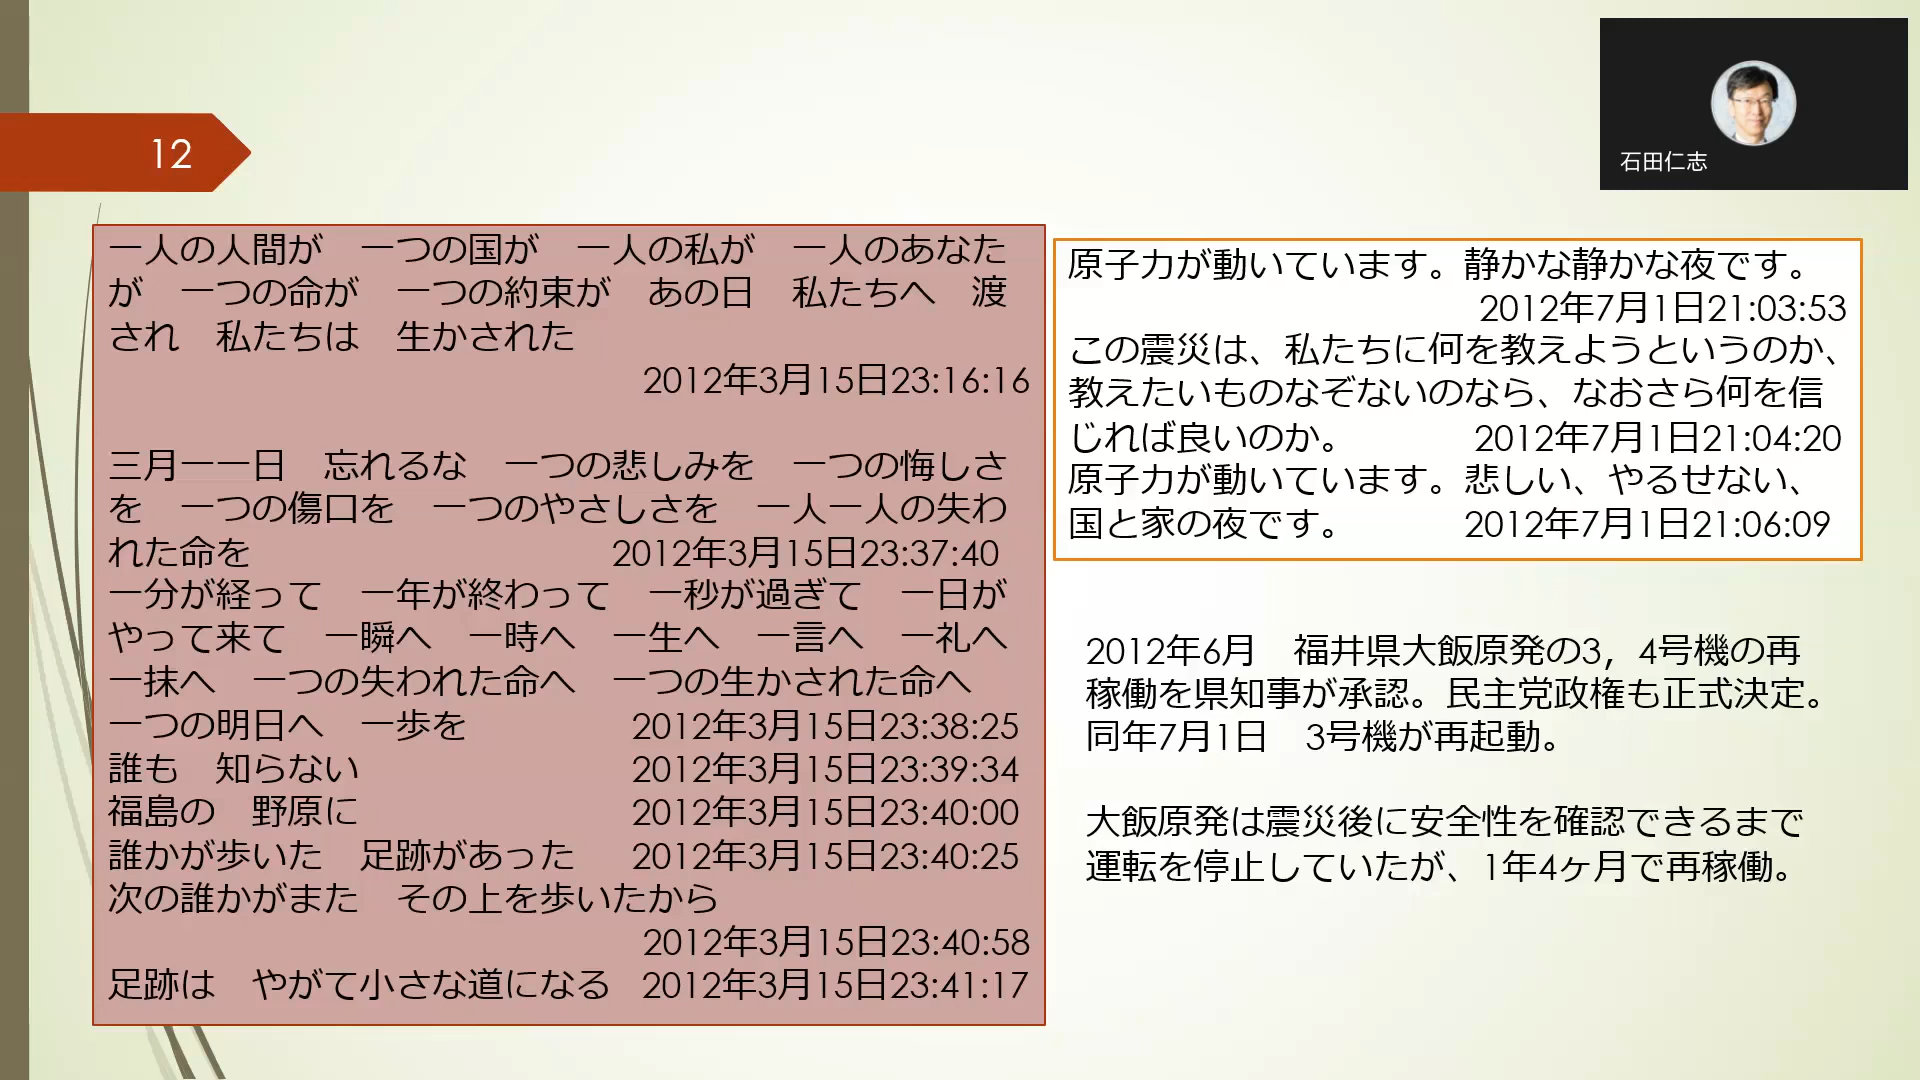 12
石田仁志
一人の人間が　一つの国が　一人の私が　一人のあなた
が　一つの命が　一つの約束が　あの日　私たちへ　渡
され　私たちは　生かされた
2012年3月15日23:16:16
三月一一日　忘れるな　一つの悲しみを　一つの悔しさ
を　一つの傷口を　一つのやさしさを　一人一人の失わ
れた命を　2012年3月15日23:37:40
一分が経って　一年が終わって　一秒が過ぎて　一日が
やって来て　一瞬へ　一時へ　一生へ　一言へ　一礼へ
一抹へ　一つの失われた命へ　一つの生かされた命へ
一つの明日へ　一歩を　2012年3月15日23:38:25
誰も　知らない　2012年3月15日23:39:34
福島の　野原に　2012年3月15日23:40:00
誰かが歩いた　足跡があった　2012年3月15日23:40:25
次の誰かがまた　その上を歩いたから
2012年3月15日23:40:58
足跡は　やがて小さな道になる　2012年3月15日23:41:17
原子力が動いています。静かな静かな夜です。
2012年7月1日21:03:53
この震災は、私たちに何を教えようというのか、
教えたいものなぞないのなら、なおさら何を信
じれば良いのか。　2012年7月1日21:04:20
原子力が動いています。悲しい、やるせない、
国と家の夜です。　2012年7月1日21:06:09
2012年6月　福井県大飯原発の3，4号機の再
稼働を県知事が承認。民主党政権も正式決定。
同年7月1日　3号機が再起動。
大飯原発は震災後に安全性を確認できるまで
運転を停止していたが、1年4ヶ月で再稼働。